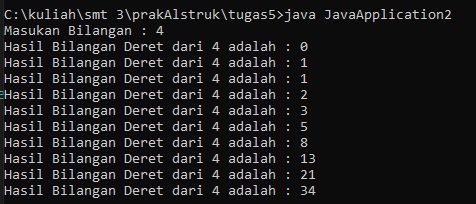 C:\kuliah\smt 3\prakAlstruk\tugas5>java JavaApplication2
Masukan Bilangan : 4
Hasil Bilangan Deret dari 4 adalah : 0
Hasil Bilangan Deret dari 4 adalah : 1
Hasil Bilangan Deret dari 4 adalah : 1
Hasil Bilangan Deret dari 4 adalah : 2
Hasil Bilangan Deret dari 4 adalah : 3
Hasil Bilangan Deret dari 4 adalah : 5
Hasil Bilangan Deret dari 4 adalah : 8
Hasil Bilangan Deret dari 4 adalah : 13
Hasil Bilangan Deret dari 4 adalah : 21
Hasil Bilangan Deret dari 4 adalah : 34